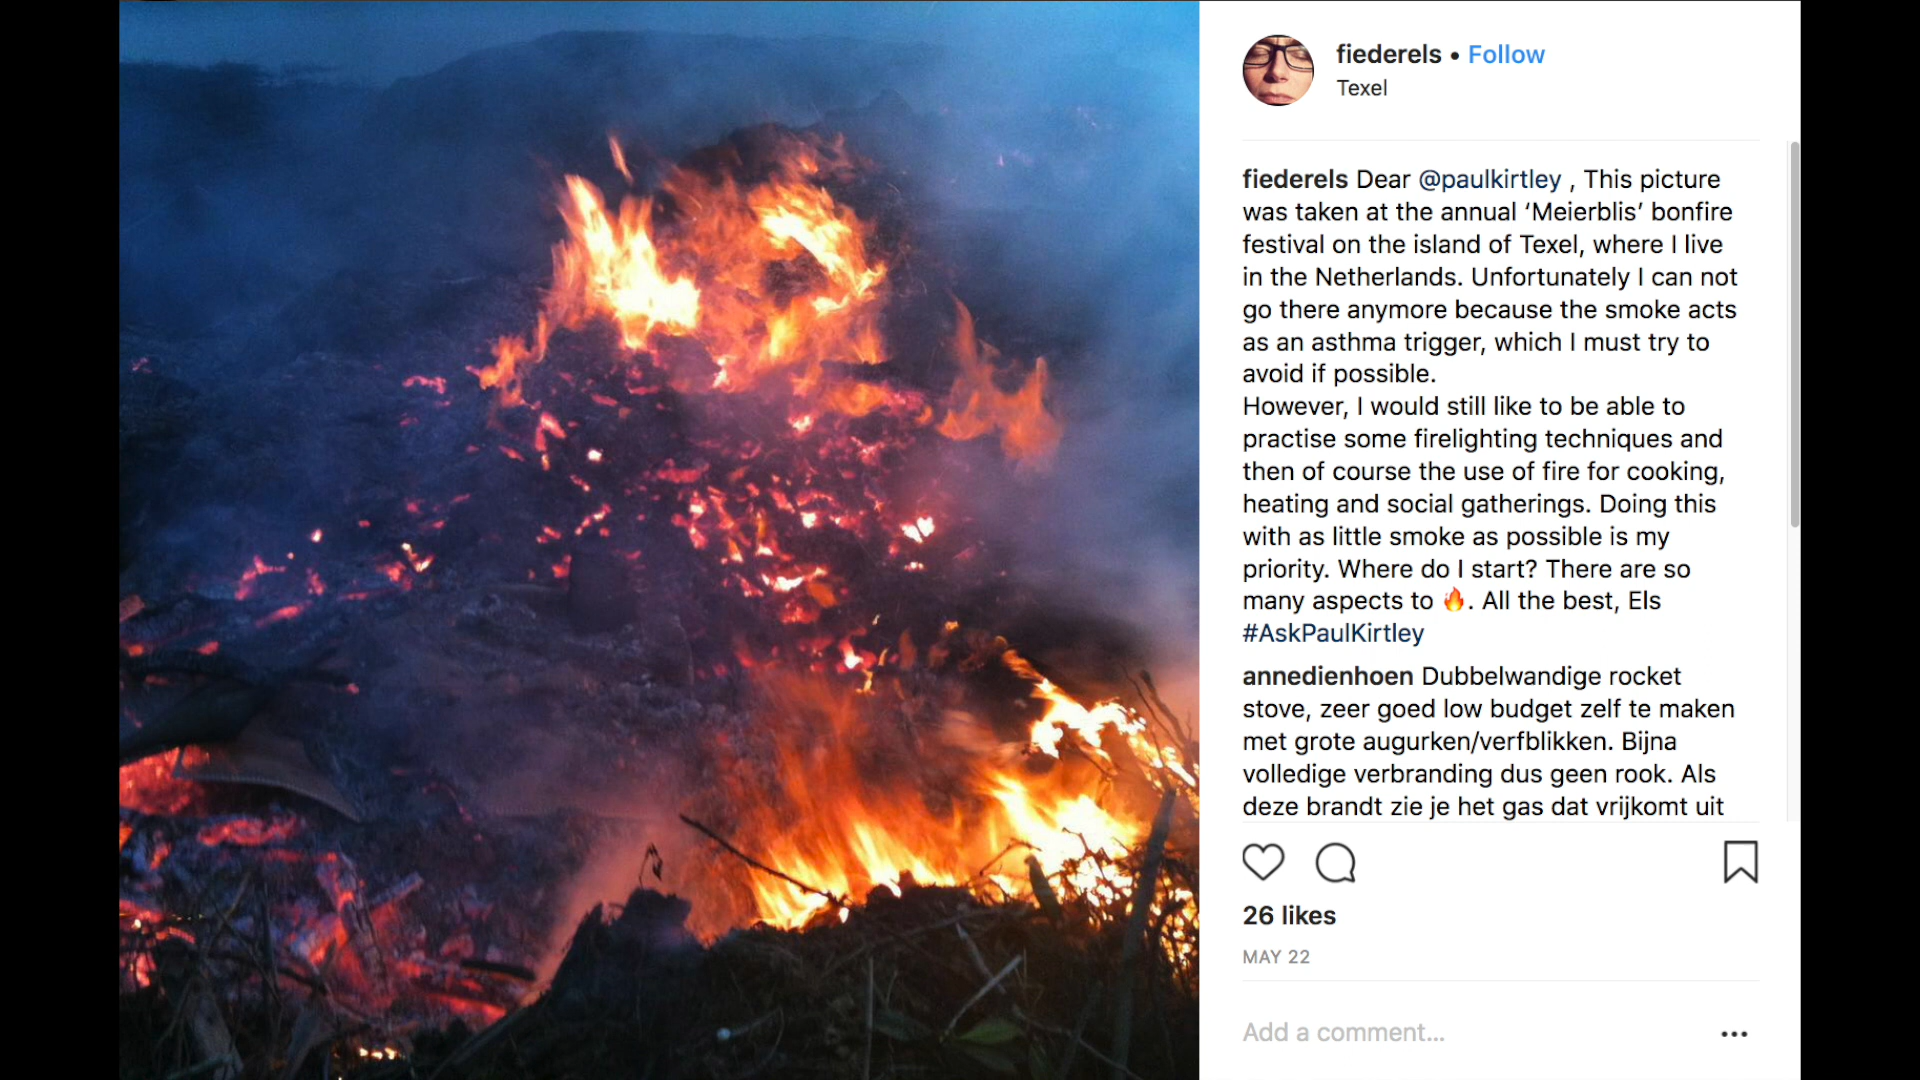 fiederels • Follow
Texel
fiederels Dear @paulkirtley , This picture
was taken at the annual ‘Meierblis’ bonfire
festival on the island of Texel, where I live
in the Netherlands. Unfortunately I can not
go there anymore because the smoke acts
as an asthma trigger, which I must try to
avoid if possible.
However, I would still like to be able to
practise some firelighting techniques and
then of course the use of fire for cooking,
heating and social gatherings. Doing this
with as little smoke as possible is my
priority. Where do I start? There are so
many aspects to 🔥. All the best, Els
#AskPaulKirtley
annedienhoen Dubbelwandige rocket
stove, zeer goed low budget zelf te maken
met grote augurken/verfblikken. Bijna
volledige verbranding dus geen rook. Als
deze brandt zie je het gas dat vrijkomt uit
26 likes
MAY 22
Add a comment...